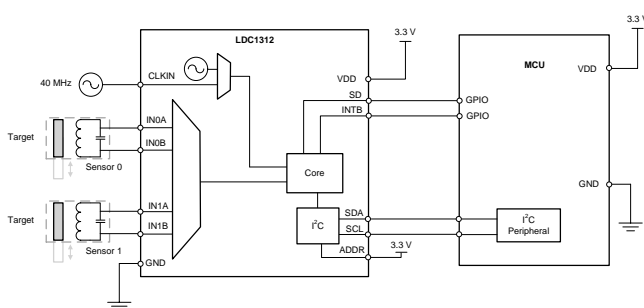 3.3 V
3.3 V
LDC1312
MCU
VDD
VDD
40 MHz
CLKIN
SD
GPIO
INTB
GPIO
IN0A
Target
IN0B
Sensor 0
Core
GND
IN1A
Target
IN1B
Sensor 1
I²C
SDA
SCL
I²C
Peripheral
ADDR
3.3 V
GND